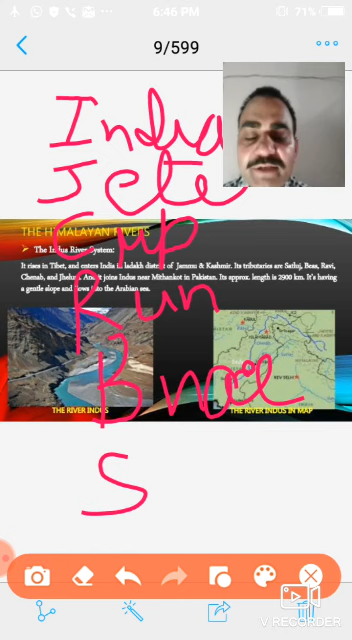 6:46 PM
71%
9/599
India
Jete
Cup
THE HIMALAYAN RIVERS
The Indus River System:
It rises in Tibet, and enters India in ladakh district of Jammu & Kashmir. Its tributaries are Satluj, Beas, Ravi,
Chenab, and Jhelum. And it joins Indus near Mithankot in Pakistan. Its approx. length is 2900 km. It's having
a gentle slope and flows into the Arabian sea.
Run
B
THE RIVER INDUS
THE RIVER INDUS IN MAP
S
V RECORDER